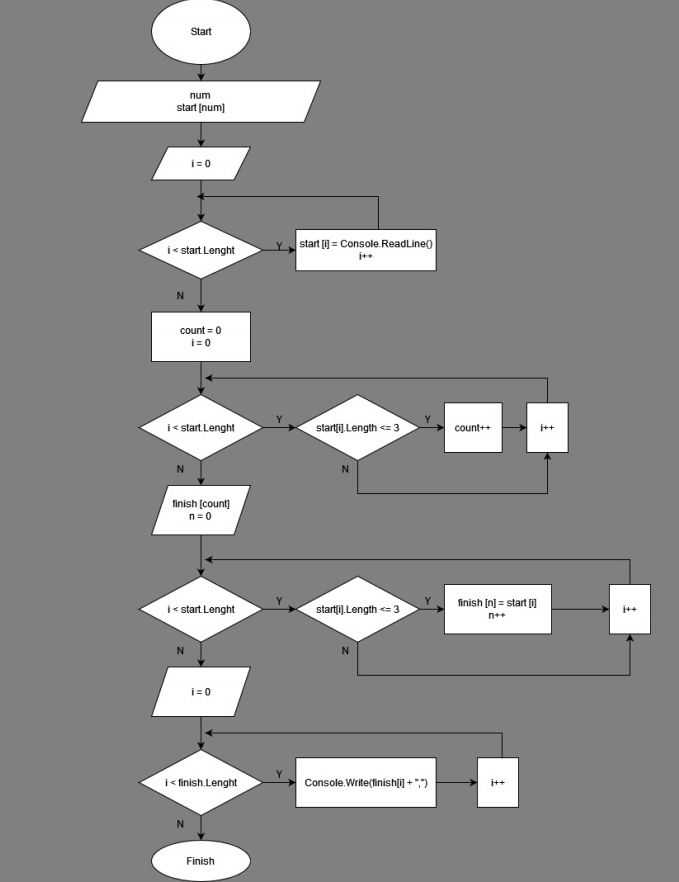 Start
num
start [num]
i = 0
i < start.Lenght
Y
start [i] = Console.ReadLine()
i++
N
count = 0
i = 0
i < start.Lenght
Y
start[i].Length <= 3
Y
count++
i++
N
N
finish [count]
n = 0
i < start.Lenght
Y
start[i].Length <= 3
Y
finish [n] = start [i]
n++
i++
N
N
i = 0
i < finish.Lenght
Y
Console.Write(finish[i] + ",")
i++
N
Finish